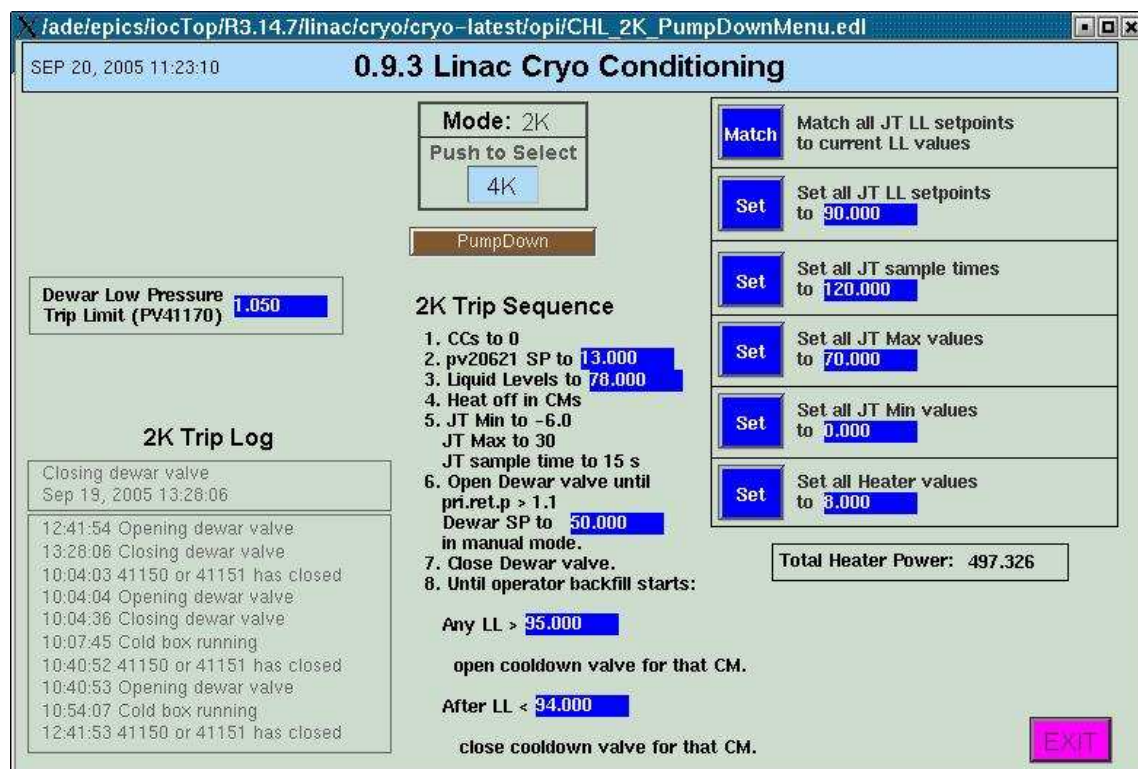 /ade/epics/iocTop/R3.14.7/linac/cryo/cryo-latest/opi/CHL_2K_PumpDownMenu.edl
SEP 20, 2005 11:23:10
0.9.3 Linac Cryo Conditioning
Mode: 2K
Push to Select
4K
PumpDown
Match
Match all JT LL setpoints
to current LL values
Set
Set all JT LL setpoints
to 90.000
Set
Set all JT sample times
to 120.000
Set
Set all JT Max values
to 70.000
Set
Set all JT Min values
to 0.000
Set
Set all Heater values
to 8.000
Total Heater Power: 497.326
Dewar Low Pressure
Trip Limit (PV41170) 1.050
2K Trip Sequence
1. CCs to 0
2. pv20621 SP to 13.000
3. Liquid Levels to 78.000
4. Heat off in CMs
5. JT Min to -6.0
JT Max to 30
JT sample time to 15 s
6. Open Dewar valve until
pri.ret.p > 1.1
Dewar SP to 50.000
in manual mode.
7. Close Dewar valve.
8. Until operator backfill starts:
Any LL > 95.000
open cooldown valve for that CM.
After LL < 94.000
close cooldown valve for that CM.
2K Trip Log
Closing dewar valve
Sep 19, 2005 13:28:06
12:41:54 Opening dewar valve
13:28:06 Closing dewar valve
10:04:03 41150 or 41151 has closed
10:04:04 Opening dewar valve
10:04:36 Closing dewar valve
10:07:45 Cold box running
10:40:52 41150 or 41151 has closed
10:40:53 Opening dewar valve
10:54:07 Cold box running
12:41:53 41150 or 41151 has closed
EXIT